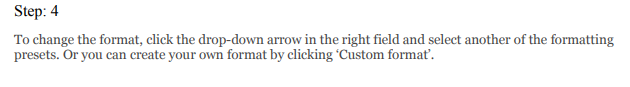 Step: 4
To change the format, click the drop-down arrow in the right field and select another of the formatting
presets. Or you can create your own format by clicking ‘Custom format’.